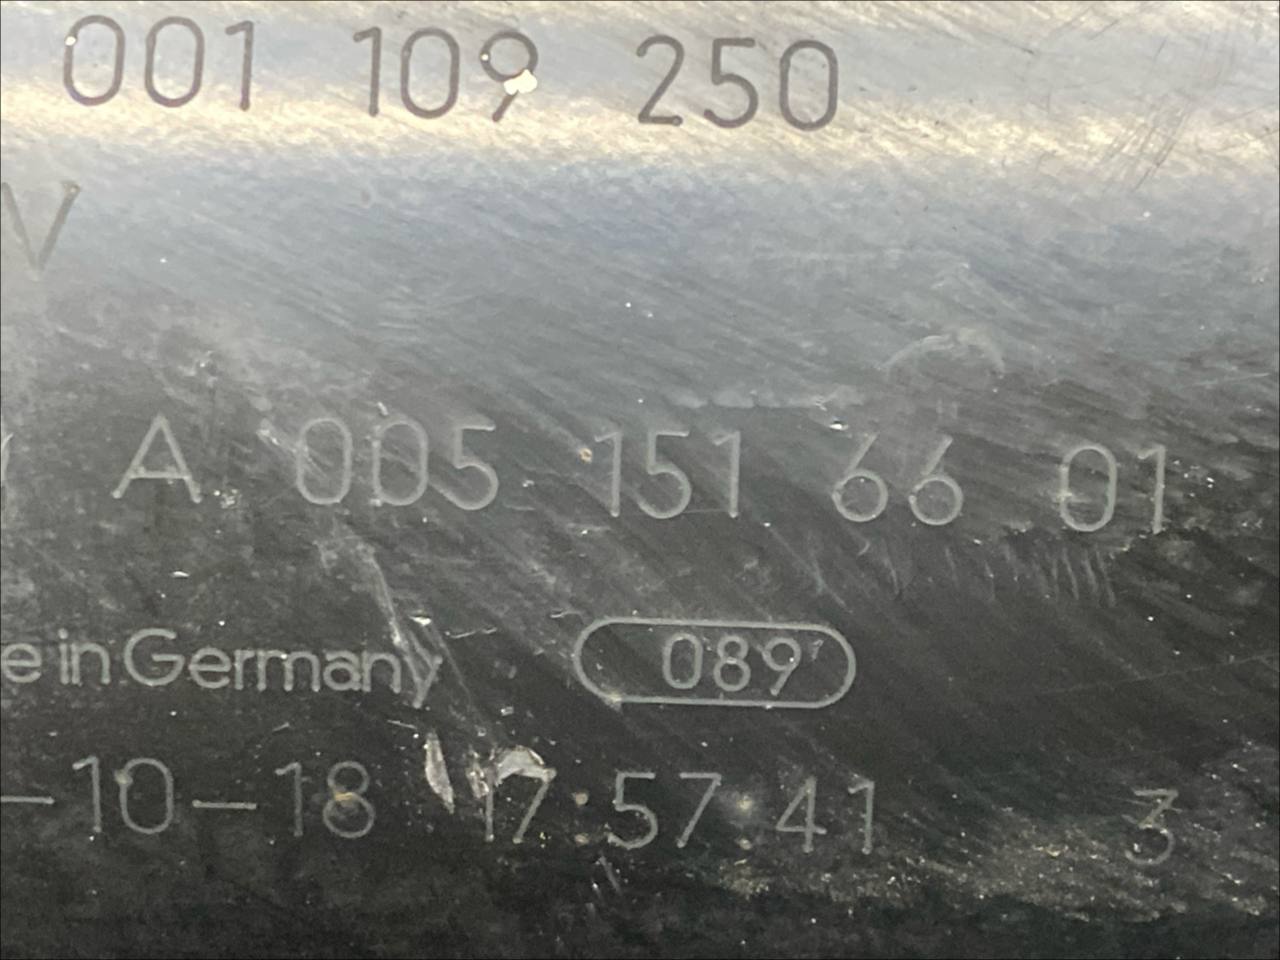 001 109 250
V
A 005 151 66 01
e in Germany 089
-10-18 17:57:41 3